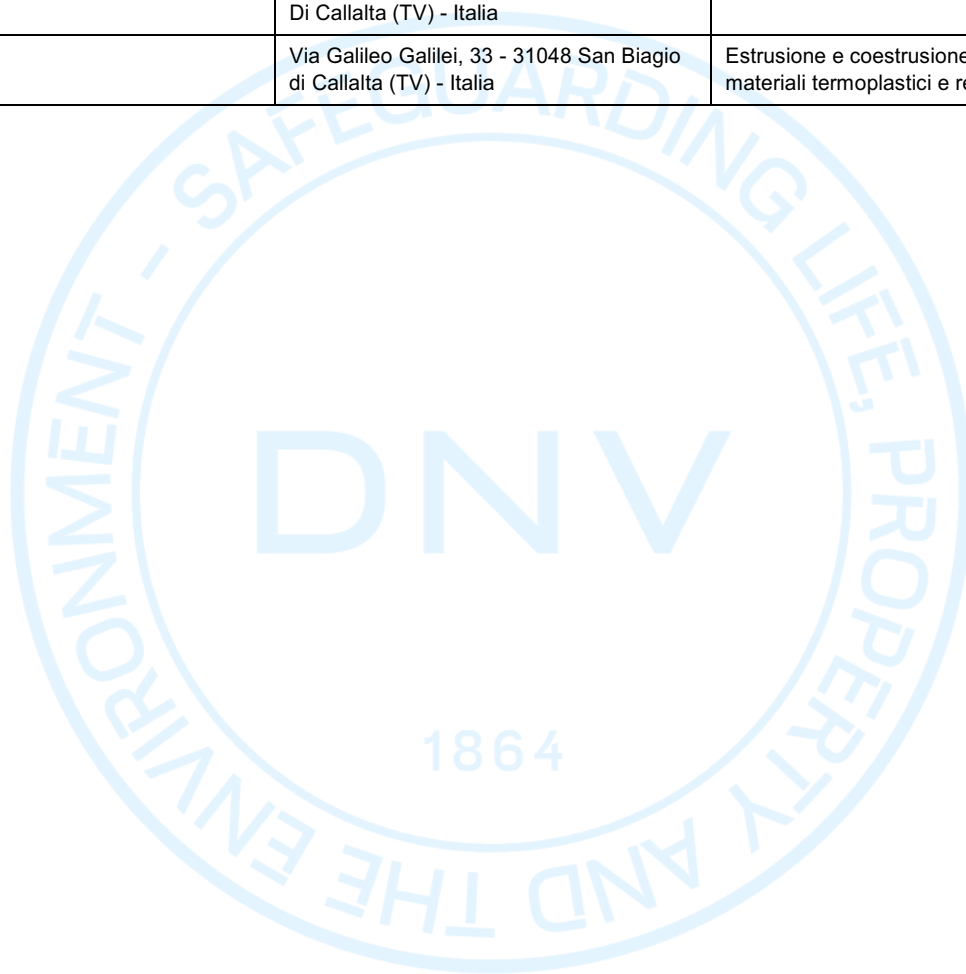 Di Callalta (TV) - Italia
Via Galileo Galilei, 33 - 31048 San Biagio
di Callalta (TV) - Italia
Estrusione e coestrusione
materiali termoplastici e
SAFEGUARDING LIFE, PROPERTY AND THE ENVIRONMENT -
DNV
1864